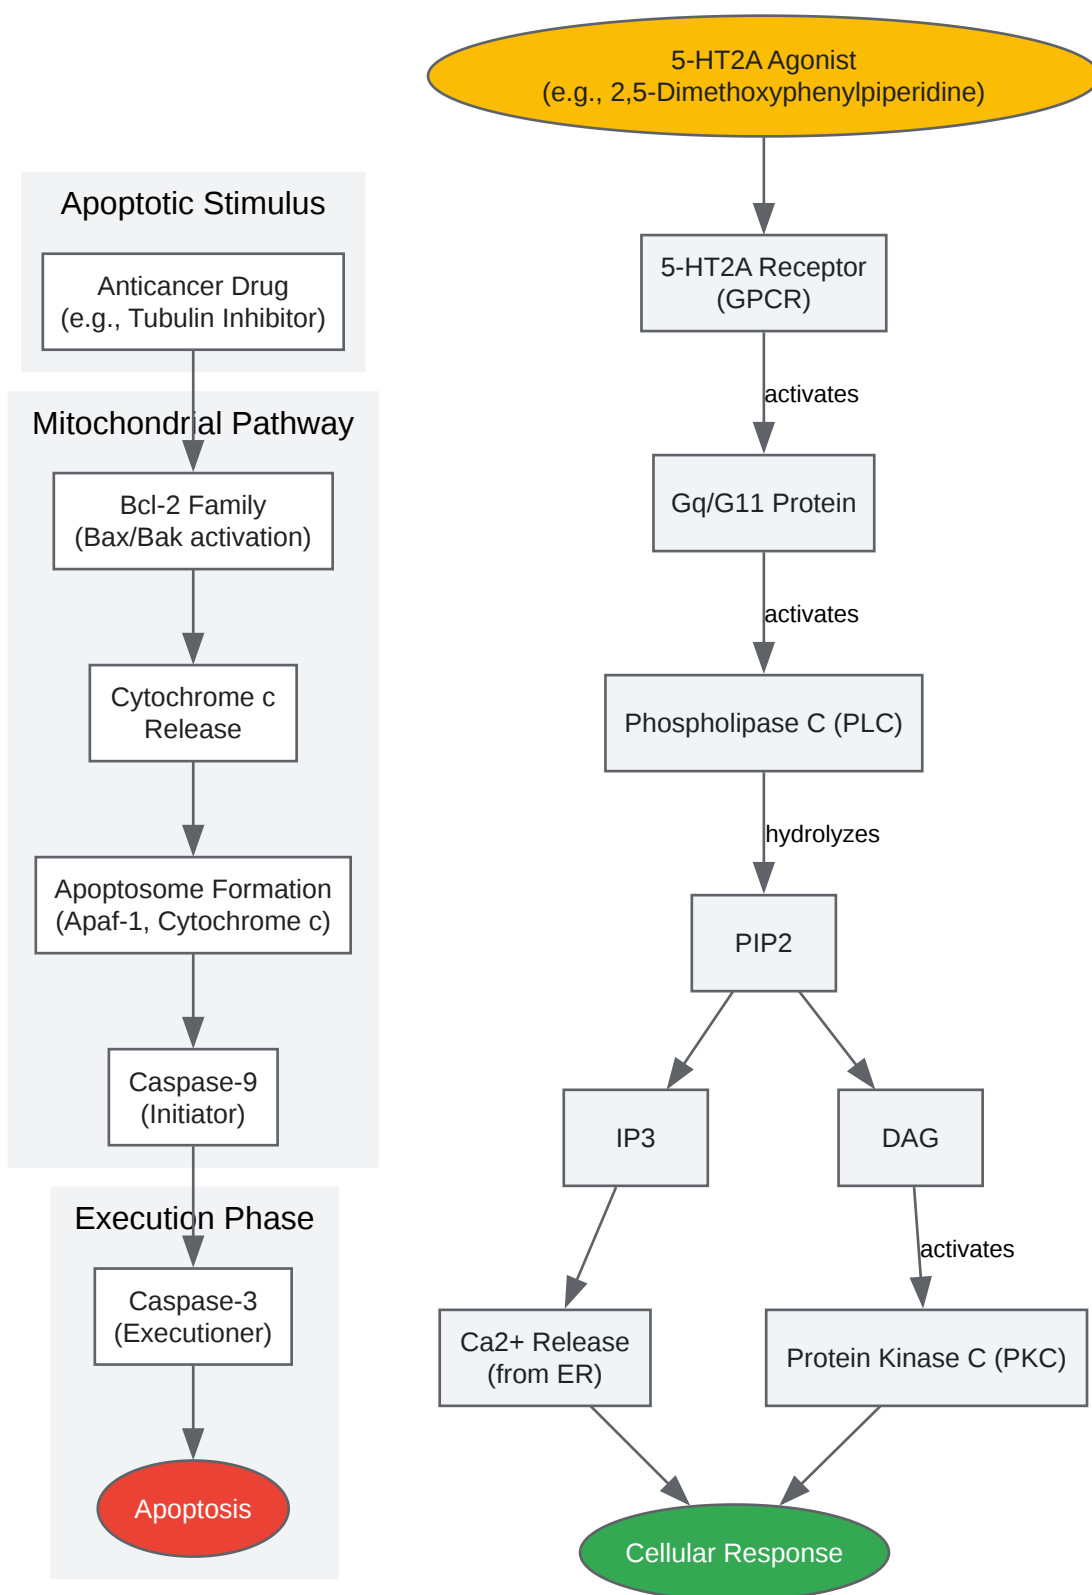 Apoptotic Stimulus
Anticancer Drug
(e.g., Tubulin Inhibitor)
Mitochondrial Pathway
Bcl-2 Family
(Bax/Bak activation)
Cytochrome c
Release
Apoptosome Formation
(Apaf-1, Cytochrome c)
Caspase-9
(Initiator)
Execution Phase
Caspase-3
(Executioner)
Apoptosis
5-HT2A Agonist
(e.g., 2,5-Dimethoxyphenylpiperidine)
5-HT2A Receptor
(GPCR)
activates
Gq/G11 Protein
activates
Phospholipase C (PLC)
hydrolyzes
PIP2
IP3
DAG
activates
Ca2+ Release
(from ER)
Protein Kinase C (PKC)
Cellular Response